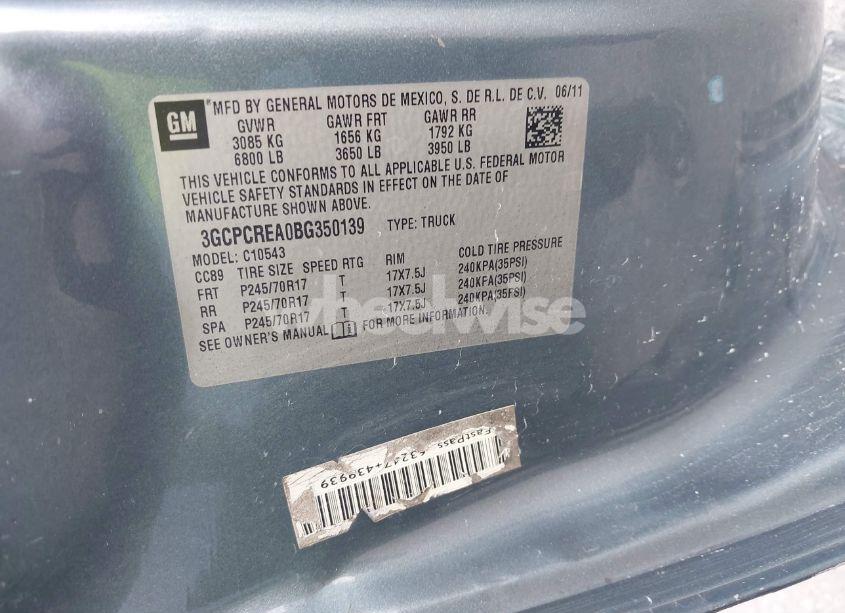 GM
*MFD BY GENERAL MOTORS DE MEXICO, S. DE R.L. DE C.V. 06/11
GVWR GAWR FRT GAWR RR
3085 KG 1656 KG 1792 KG
6800 LB 3650 LB 3950 LB
THIS VEHICLE CONFORMS TO ALL APPLICABLE U.S. FEDERAL MOTOR
VEHICLE SAFETY STANDARDS IN EFFECT ON THE DATE OF
MANUFACTURE SHOWN ABOVE.
3GCPCREA0BG350139 TYPE: TRUCK
MODEL: C10543
CC89 TIRE SIZE SPEED RTG RIM COLD TIRE PRESSURE
FRT P245/70R17 T 17X7.5J 240KPA(35PSI)
RR P245/70R17 T 17X7.5J 240KPA(35PSI)
SPA P245/70R17 T 17X7.5J 240KPA(35PSI)
SEE OWNER'S MANUAL FOR MORE INFORMATION.
wheelwise
FastPass